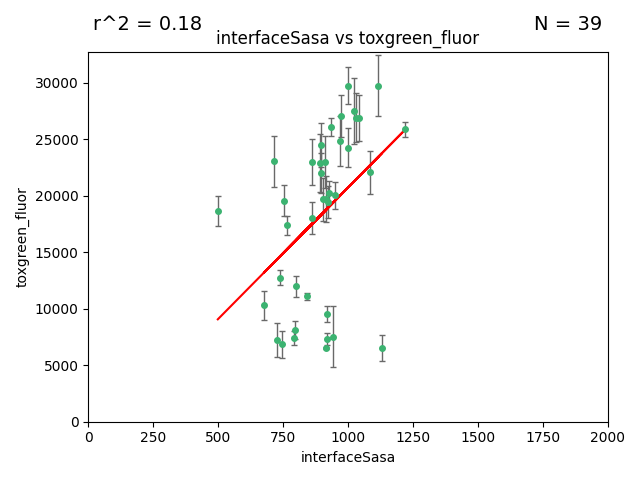 r^2 = 0.18
N = 39
interfaceSasa vs toxgreen_fluor
30000
25000
20000
15000
10000
5000
0
toxgreen_fluor
0 250 500 750 1000 1250 1500 1750 2000
interfaceSasa